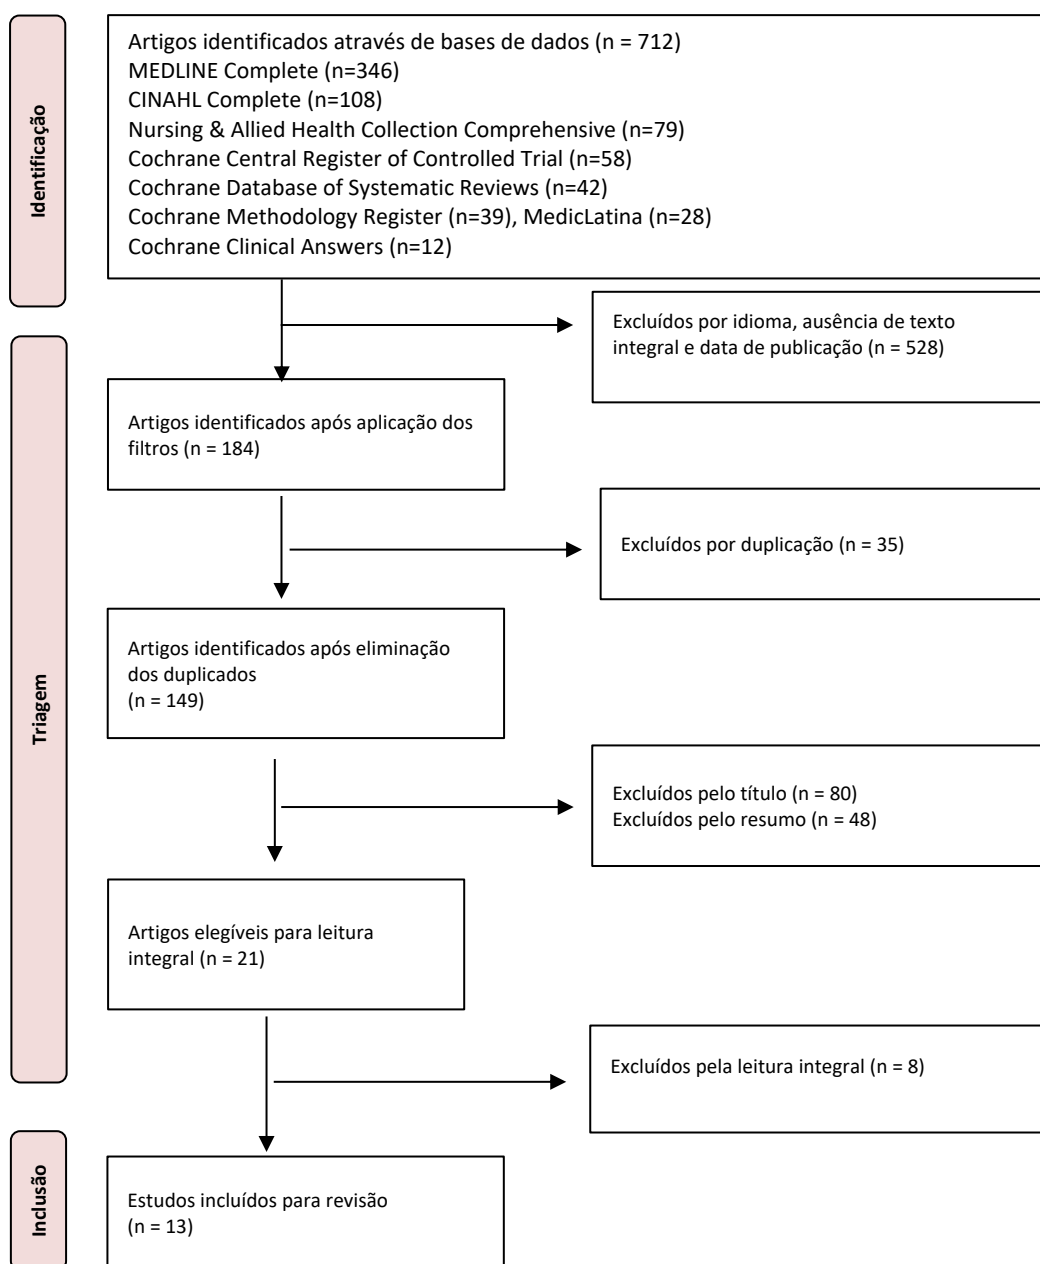 Identificação
Artigos identificados através de bases de dados (n = 712)
MEDLINE Complete (n=346)
CINAHL Complete (n=108)
Nursing & Allied Health Collection Comprehensive (n=79)
Cochrane Central Register of Controlled Trial (n=58)
Cochrane Database of Systematic Reviews (n=42)
Cochrane Methodology Register (n=39), MedicLatina (n=28)
Cochrane Clinical Answers (n=12)
Excluídos por idioma, ausência de texto
integral e data de publicação (n = 528)
Triagem
Artigos identificados após aplicação dos
filtros (n = 184)
Excluídos por duplicação (n = 35)
Artigos identificados após eliminação
dos duplicados
(n = 149)
Excluídos pelo título (n = 80)
Excluídos pelo resumo (n = 48)
Artigos elegíveis para leitura
integral (n = 21)
Excluídos pela leitura integral (n = 8)
Inclusão
Estudos incluídos para revisão
(n = 13)